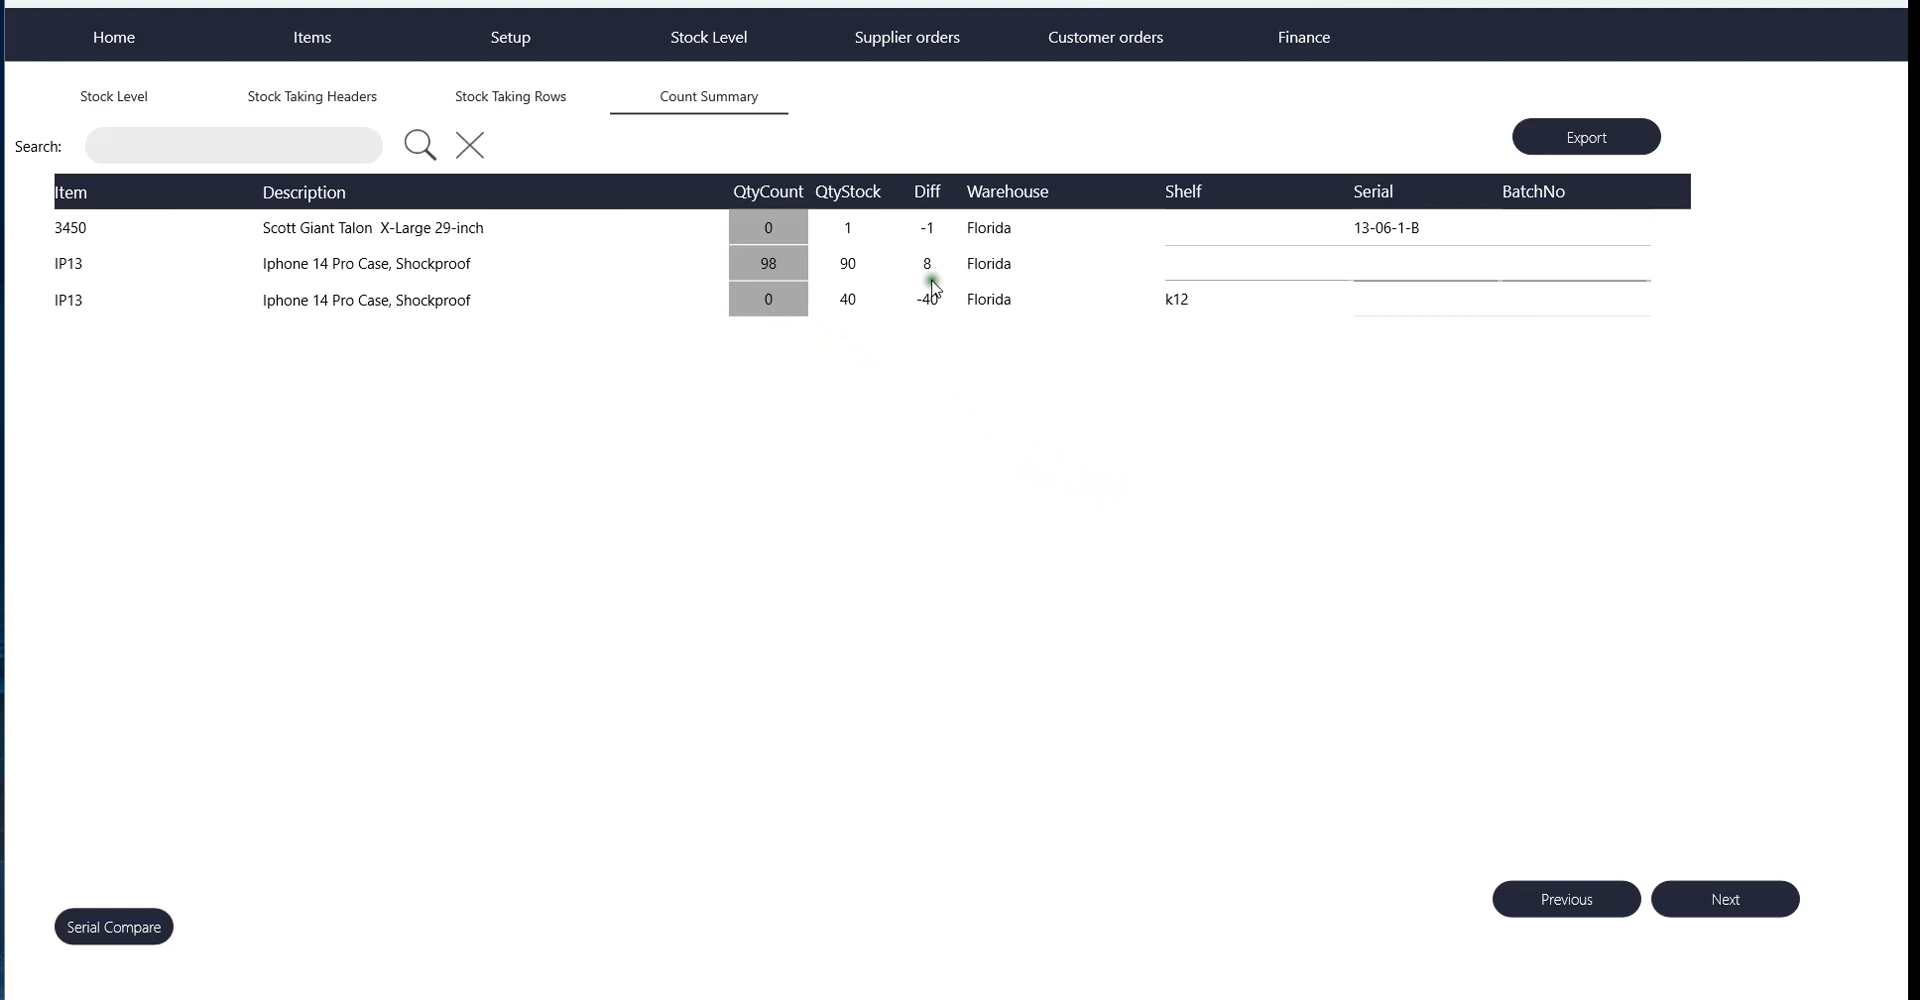 Home Items Setup Stock Level Supplier orders Customer orders Finance
Stock Level Stock Taking Headers Stock Taking Rows Count Summary
Search: Export
Item Description QtyCount QtyStock Diff Warehouse Shelf Serial BatchNo
3450 Scott Giant Talon  X-Large 29-inch 0 1 -1 Florida 13-06-1-B
IP13 Iphone 14 Pro Case, Shockproof 98 90 8 Florida
IP13 Iphone 14 Pro Case, Shockproof 0 40 -40 Florida k12
Previous Next
Serial Compare